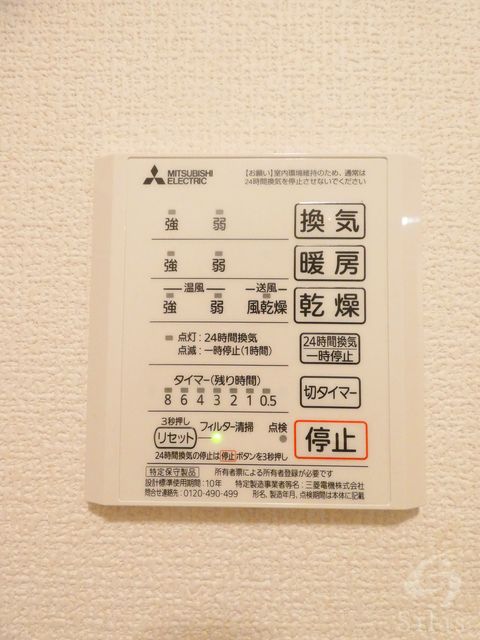 MITSUBISHI
ELECTRIC
【お願い】室内環境維持のため、通常は
24時間換気を停止させないでください
強 弱 換気
強 弱 暖房
温風 送風
強 弱 風乾燥 乾燥
点灯:24時間換気
点滅:一時停止(1時間)
24時間換気
一時停止
タイマー(残り時間)
8 6 4 3 2 1 0.5
切タイマー
3秒押し
リセット フィルター清掃 点検
停止
24時間換気の停止は停止ボタンを3秒押し
特定保守製品 所有者票による所有者登録が必要です
設計標準使用期間:10年 特定製造事業者等名:三菱電機株式会社
問合せ連絡先:0120-490-499 形名、製造年月、点検期間は本体に記載